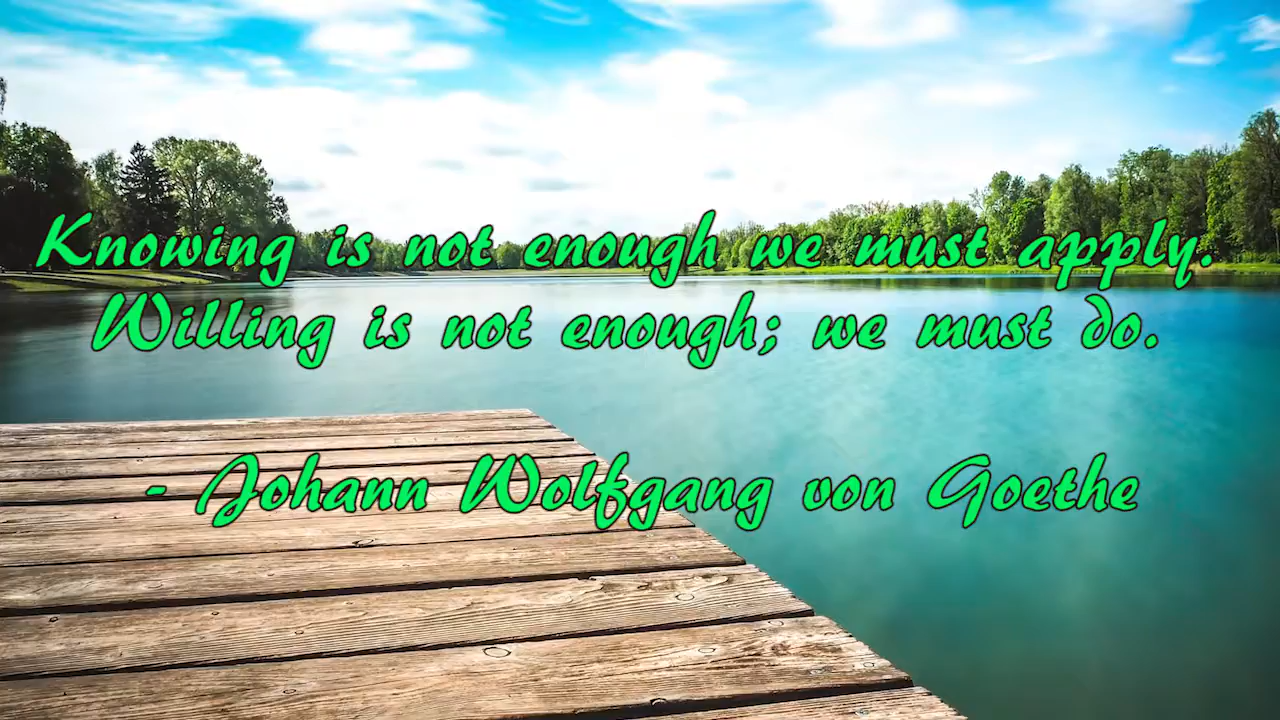 Knowing is not enough we must apply.
Willing is not enough; we must do.
- Johann Wolfgang von Goethe